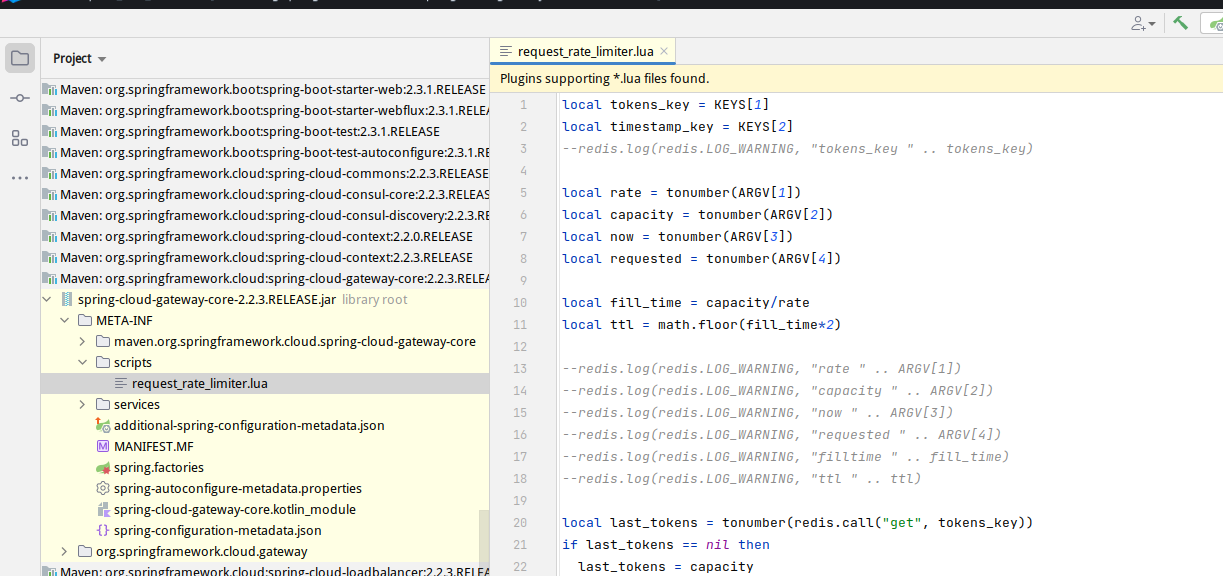 Project
Maven: org.springframework.boot:spring-boot-starter-web:2.3.1.RELEASE
Maven: org.springframework.boot:spring-boot-starter-webflux:2.3.1.RELEA
Maven: org.springframework.boot:spring-boot-test:2.3.1.RELEASE
Maven: org.springframework.boot:spring-boot-test-autoconfigure:2.3.1.RE
Maven: org.springframework.cloud:spring-cloud-commons:2.2.3.RELEASE
Maven: org.springframework.cloud:spring-cloud-consul-core:2.2.3.RELEAS
Maven: org.springframework.cloud:spring-cloud-consul-discovery:2.2.3.RE
Maven: org.springframework.cloud:spring-cloud-context:2.2.0.RELEASE
Maven: org.springframework.cloud:spring-cloud-context:2.2.3.RELEASE
Maven: org.springframework.cloud:spring-cloud-gateway-core:2.2.3.RELEA
spring-cloud-gateway-core-2.2.3.RELEASE.jar library root
META-INF
maven.org.springframework.cloud.spring-cloud-gateway-core
scripts
request_rate_limiter.lua
services
additional-spring-configuration-metadata.json
MANIFEST.MF
spring.factories
spring-autoconfigure-metadata.properties
spring-cloud-gateway-core.kotlin_module
spring-configuration-metadata.json
org.springframework.cloud.gateway
Maven: org.springframework.cloud:spring-cloud-loadbalancer:2.2.3.RELEA
request_rate_limiter.lua
Plugins supporting *.lua files found.
1 local tokens_key = KEYS[1]
2 local timestamp_key = KEYS[2]
3 --redis.log(redis.LOG_WARNING, "tokens_key " .. tokens_key)
4
5 local rate = tonumber(ARGV[1])
6 local capacity = tonumber(ARGV[2])
7 local now = tonumber(ARGV[3])
8 local requested = tonumber(ARGV[4])
9
10 local fill_time = capacity/rate
11 local ttl = math.floor(fill_time*2)
12
13 --redis.log(redis.LOG_WARNING, "rate " .. ARGV[1])
14 --redis.log(redis.LOG_WARNING, "capacity " .. ARGV[2])
15 --redis.log(redis.LOG_WARNING, "now " .. ARGV[3])
16 --redis.log(redis.LOG_WARNING, "requested " .. ARGV[4])
17 --redis.log(redis.LOG_WARNING, "filltime " .. fill_time)
18 --redis.log(redis.LOG_WARNING, "ttl " .. ttl)
19
20 local last_tokens = tonumber(redis.call("get", tokens_key))
21 if last_tokens == nil then
22 last_tokens = capacity